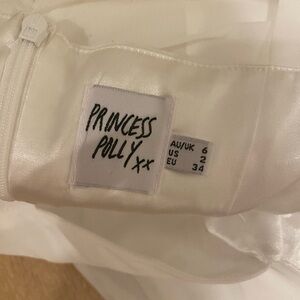 PRINCESS
POLLY xx
AU/UK 6
US 2
EU 34